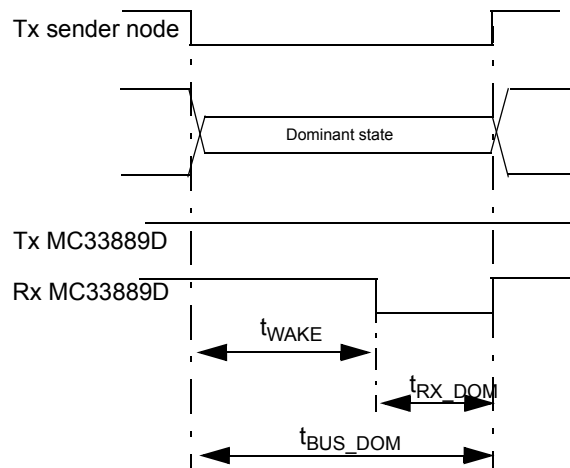 Tx sender node
Dominant state
Tx MC33889D
Rx MC33889D
tWAKE
tRX_DOM
tBUS_DOM